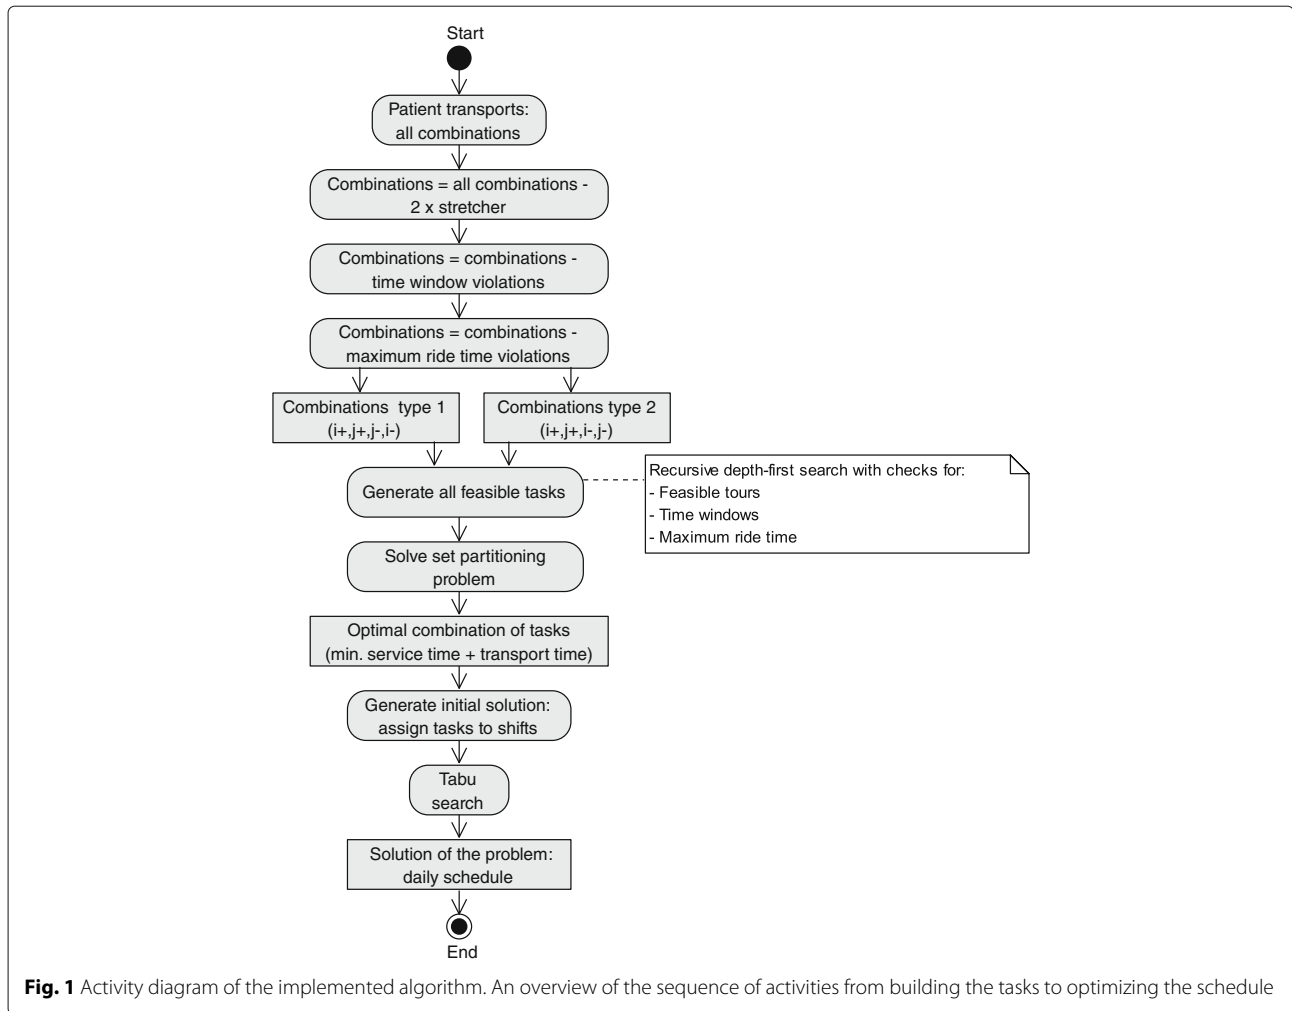 Start
Patient transports:
all combinations
Combinations = all combinations -
2 x stretcher
Combinations = combinations -
time window violations
Combinations = combinations -
maximum ride time violations
Combinations type 1
(i+,j+,j-,i-)
Combinations type 2
(i+,j+,i-,j-)
Generate all feasible tasks
Recursive depth-first search with checks for:
- Feasible tours
- Time windows
- Maximum ride time
Solve set partitioning
problem
Optimal combination of tasks
(min. service time + transport time)
Generate initial solution:
assign tasks to shifts
Tabu
search
Solution of the problem:
daily schedule
End
Fig. 1 Activity diagram of the implemented algorithm. An overview of the sequence of activities from building the tasks to optimizing the schedule